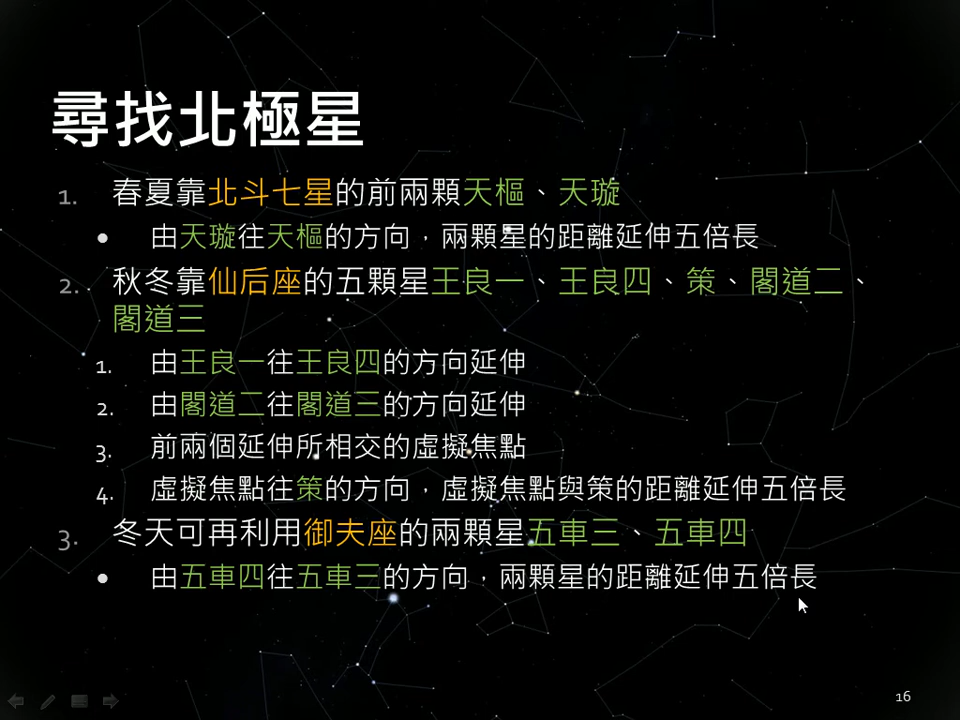 尋找北極星
1. 春夏靠北斗七星的前兩顆天樞、天璇
• 由天璇往天樞的方向，兩顆星的距離延伸五倍長
2. 秋冬靠仙后座的五顆星王良一、王良四、策、閣道二、
閣道三
1. 由王良一往王良四的方向延伸
2. 由閣道二往閣道三的方向延伸
3. 前兩個延伸所相交的虛擬焦點
4. 虛擬焦點往策的方向，虛擬焦點與策的距離延伸五倍長
3. 冬天可再利用御夫座的兩顆星五車三、五車四
• 由五車四往五車三的方向，兩顆星的距離延伸五倍長
16